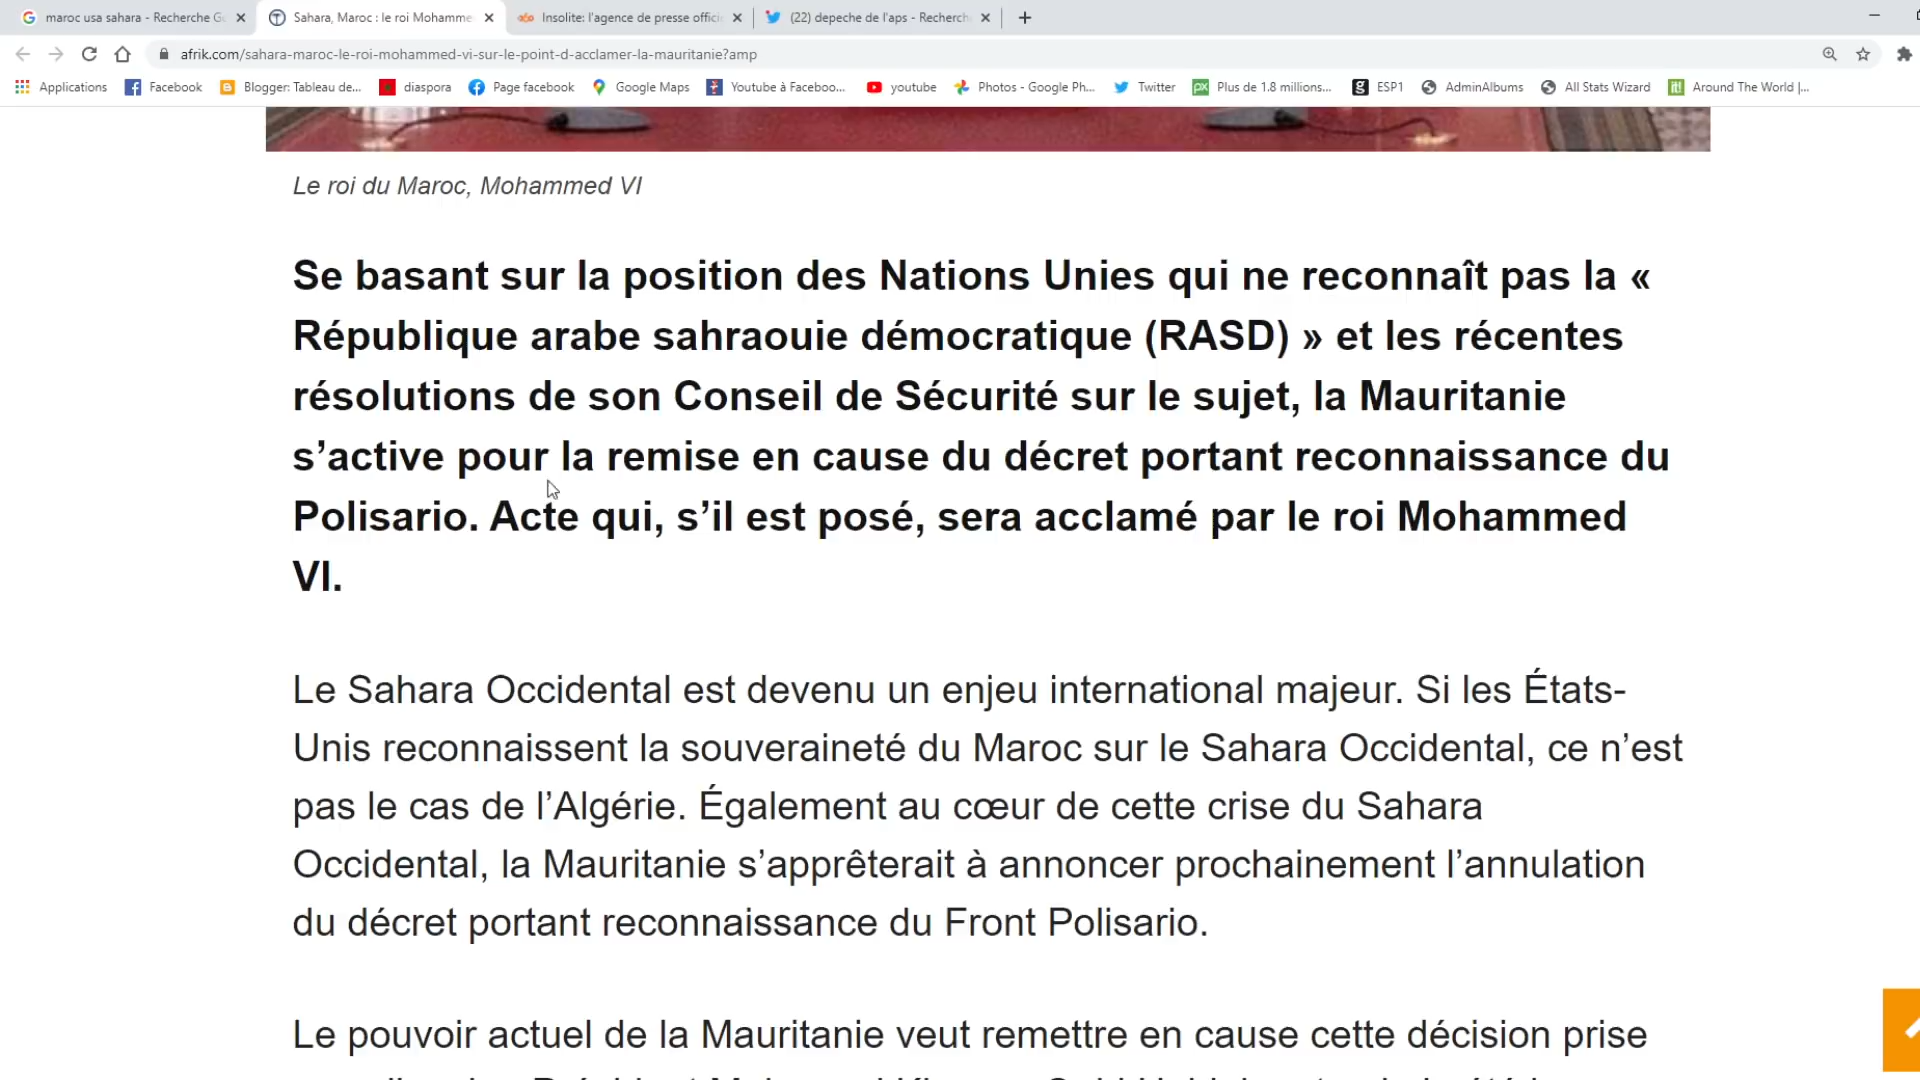 maroc usa sahara - Recherche G
Sahara, Maroc : le roi Mohamme
Insolite: l'agence de presse offici
(22) depeche de l'aps - Recherch
afrik.com/sahara-maroc-le-roi-mohammed-vi-sur-le-point-d-acclamer-la-mauritanie?amp
Applications
Facebook
Blogger: Tableau de...
diaspora
Page facebook
Google Maps
Youtube à Faceboo...
youtube
Photos - Google Ph...
Twitter
Plus de 1.8 millions...
ESP1
AdminAlbums
All Stats Wizard
Around The World |...
Le roi du Maroc, Mohammed VI
Se basant sur la position des Nations Unies qui ne reconnaît pas la «
République arabe sahraouie démocratique (RASD) » et les récentes
résolutions de son Conseil de Sécurité sur le sujet, la Mauritanie
s’active pour la remise en cause du décret portant reconnaissance du
Polisario. Acte qui, s’il est posé, sera acclamé par le roi Mohammed
VI.
Le Sahara Occidental est devenu un enjeu international majeur. Si les États-
Unis reconnaissent la souveraineté du Maroc sur le Sahara Occidental, ce n’est
pas le cas de l’Algérie. Également au cœur de cette crise du Sahara
Occidental, la Mauritanie s’apprêterait à annoncer prochainement l’annulation
du décret portant reconnaissance du Front Polisario.
Le pouvoir actuel de la Mauritanie veut remettre en cause cette décision prise